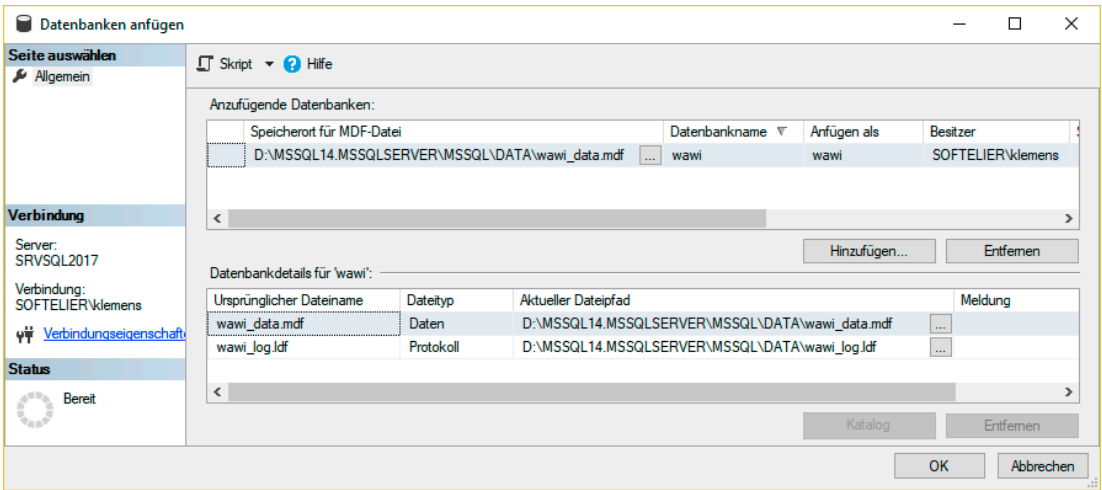 Datenbanken anfügen
Seite auswählen
Allgemein
Skript
Hilfe
Anzufügende Datenbanken:
Speicherort für MDF-Datei Datenbankname Anfügen als Besitzer
D:\MSSQL14.MSSQLSERVER\MSSQL\DATA\wawi_data.mdf ... wawi wawi SOFTELIER\klemens
Hinzufügen... Entfernen
Verbindung
Server:
SRVSQL2017
Verbindung:
SOFTELIER\klemens
Verbindungseigenschafte
Datenbankdetails für 'wawi':
Ursprünglicher Dateiname Dateityp Aktueller Dateipfad Meldung
wawi_data.mdf Daten D:\MSSQL14.MSSQLSERVER\MSSQL\DATA\wawi_data.mdf ...
wawi_log.ldf Protokoll D:\MSSQL14.MSSQLSERVER\MSSQL\DATA\wawi_log.ldf ...
Status
Bereit
Katalog Entfernen
OK Abbrechen